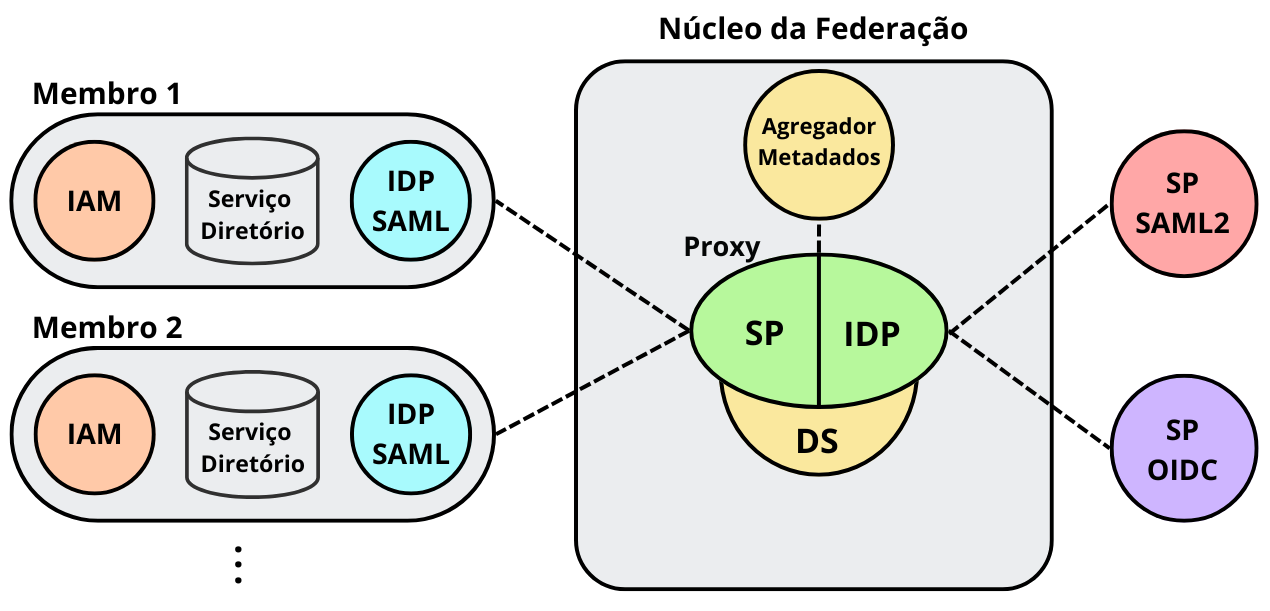 Núcleo da Federação
Membro 1
IAM
Serviço
Diretório
IDP
SAML
Membro 2
IAM
Serviço
Diretório
IDP
SAML
Agregador
Metadados
Proxy
SP
IDP
DS
SP
SAML2
SP
OIDC